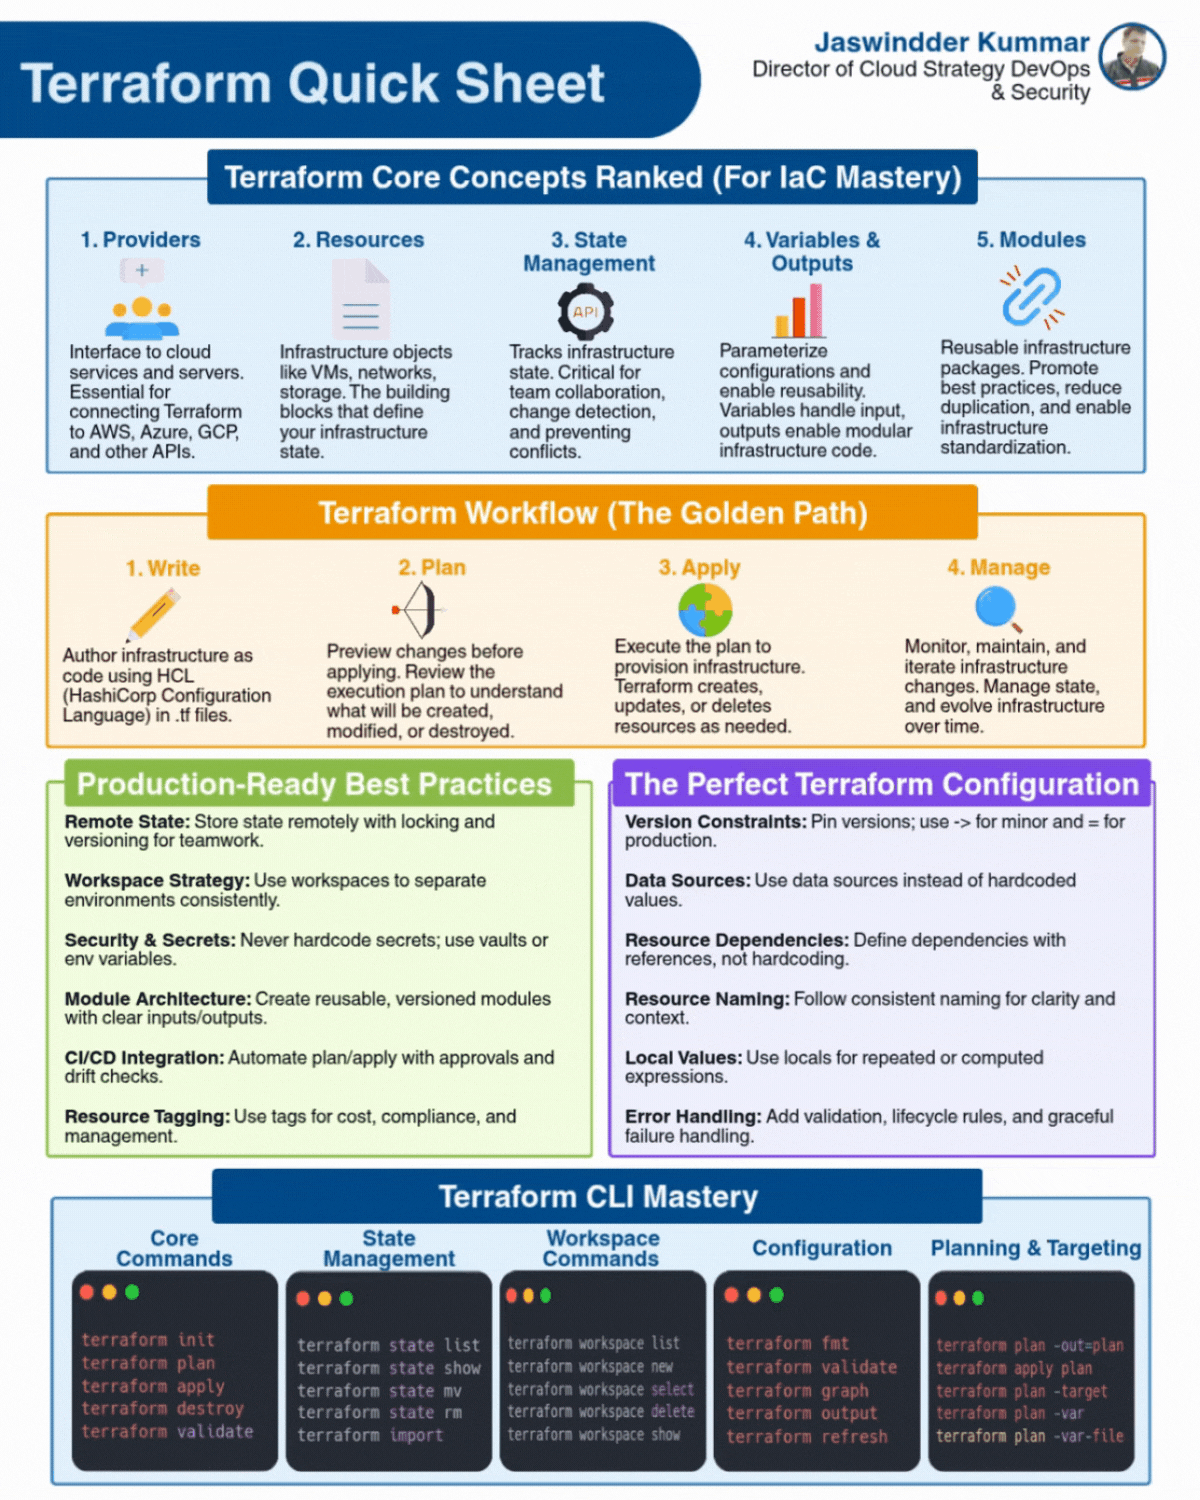 Terraform Quick Sheet
Jaswindder Kummar
Director of Cloud Strategy DevOps
& Security
Terraform Core Concepts Ranked (For IaC Mastery)
1. Providers
Interface to cloud
services and servers.
Essential for
connecting Terraform
to AWS, Azure, GCP,
and other APIs.
2. Resources
Infrastructure objects
like VMs, networks,
storage. The building
blocks that define
your infrastructure
state.
3. State
Management
API
Tracks infrastructure
state. Critical for
team collaboration,
change detection,
and preventing
conflicts.
4. Variables &
Outputs
Parameterize
configurations and
enable reusability.
Variables handle input,
outputs enable modular
infrastructure code.
5. Modules
Reusable infrastructure
packages. Promote
best practices, reduce
duplication, and enable
infrastructure
standardization.
Terraform Workflow (The Golden Path)
1. Write
Author infrastructure as
code using HCL
(HashiCorp Configuration
Language) in .tf files.
2. Plan
Preview changes before
applying. Review the
execution plan to understand
what will be created,
modified, or destroyed.
3. Apply
Execute the plan to
provision infrastructure.
Terraform creates,
updates, or deletes
resources as needed.
4. Manage
Monitor, maintain, and
iterate infrastructure
changes. Manage state,
and evolve infrastructure
over time.
Production-Ready Best Practices
Remote State: Store state remotely with locking and
versioning for teamwork.
Workspace Strategy: Use workspaces to separate
environments consistently.
Security & Secrets: Never hardcode secrets; use vaults or
env variables.
Module Architecture: Create reusable, versioned modules
with clear inputs/outputs.
CI/CD Integration: Automate plan/apply with approvals and
drift checks.
Resource Tagging: Use tags for cost, compliance, and
management.
The Perfect Terraform Configuration
Version Constraints: Pin versions; use -> for minor and = for
production.
Data Sources: Use data sources instead of hardcoded
values.
Resource Dependencies: Define dependencies with
references, not hardcoding.
Resource Naming: Follow consistent naming for clarity and
context.
Local Values: Use locals for repeated or computed
expressions.
Error Handling: Add validation, lifecycle rules, and graceful
failure handling.
Terraform CLI Mastery
Core
Commands
terraform init
terraform plan
terraform apply
terraform destroy
terraform validate
State
Management
terraform state list
terraform state show
terraform state mv
terraform state rm
terraform import
Workspace
Commands
terraform workspace list
terraform workspace new
terraform workspace select
terraform workspace delete
terraform workspace show
Configuration
terraform fmt
terraform validate
terraform graph
terraform output
terraform refresh
Planning & Targeting
terraform plan -out=plan
terraform apply plan
terraform plan -target
terraform plan -var
terraform plan -var-file